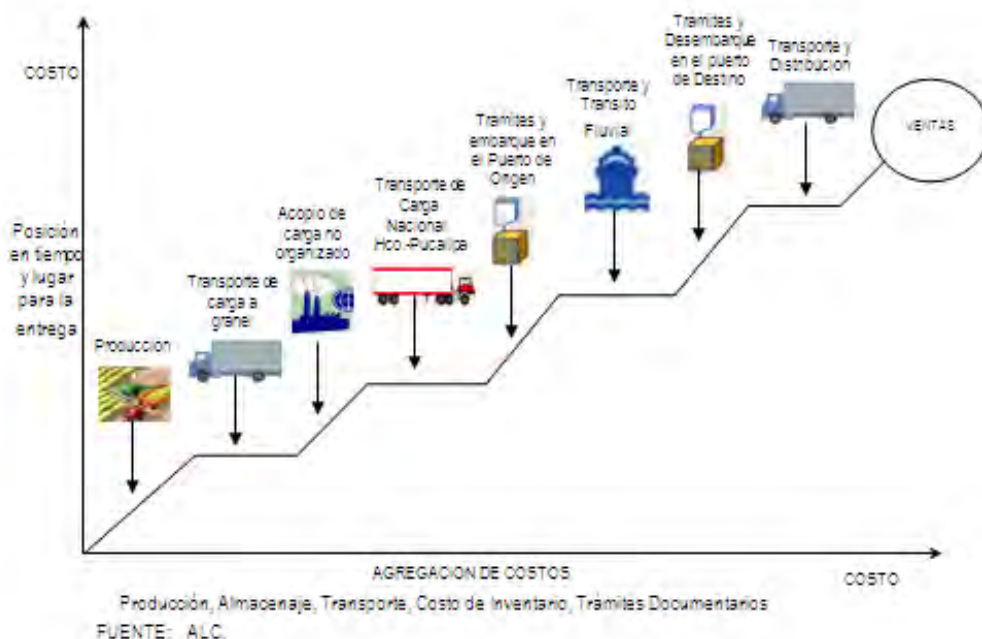 COSTO
Posición
en tiempo
y lugar
para la
entrega
Producción
Transporte de
carga a
granel
Acopio de
carga no
organizado
Transporte de
Carga
Nacional
Hco.-Pucallpa
Tramites y
embarque en
el Puerto de
Origen
Transporte y
Transito
Fluvial
Tramites y
Desembarque
en el puerto
de Destino
Transporte y
Distribucion
VENTAS
AGREGACION DE COSTOS
COSTO
Producción, Almacenaje, Transporte, Costo de Inventario, Trámites Documentarios
FUENTE: ALC.